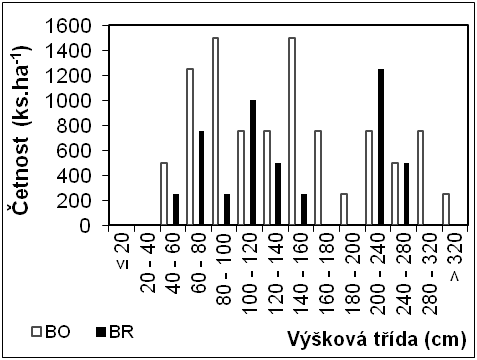 Četnost (ks.ha-1)
1600
1400
1200
1000
800
600
400
200
0
≤ 20
20 - 40
40 - 60
60 - 80
80 - 100
100 - 120
120 - 140
140 - 160
160 - 180
180 - 200
200 - 240
240 - 280
280 - 320
> 320
BO BR
Výšková třída (cm)